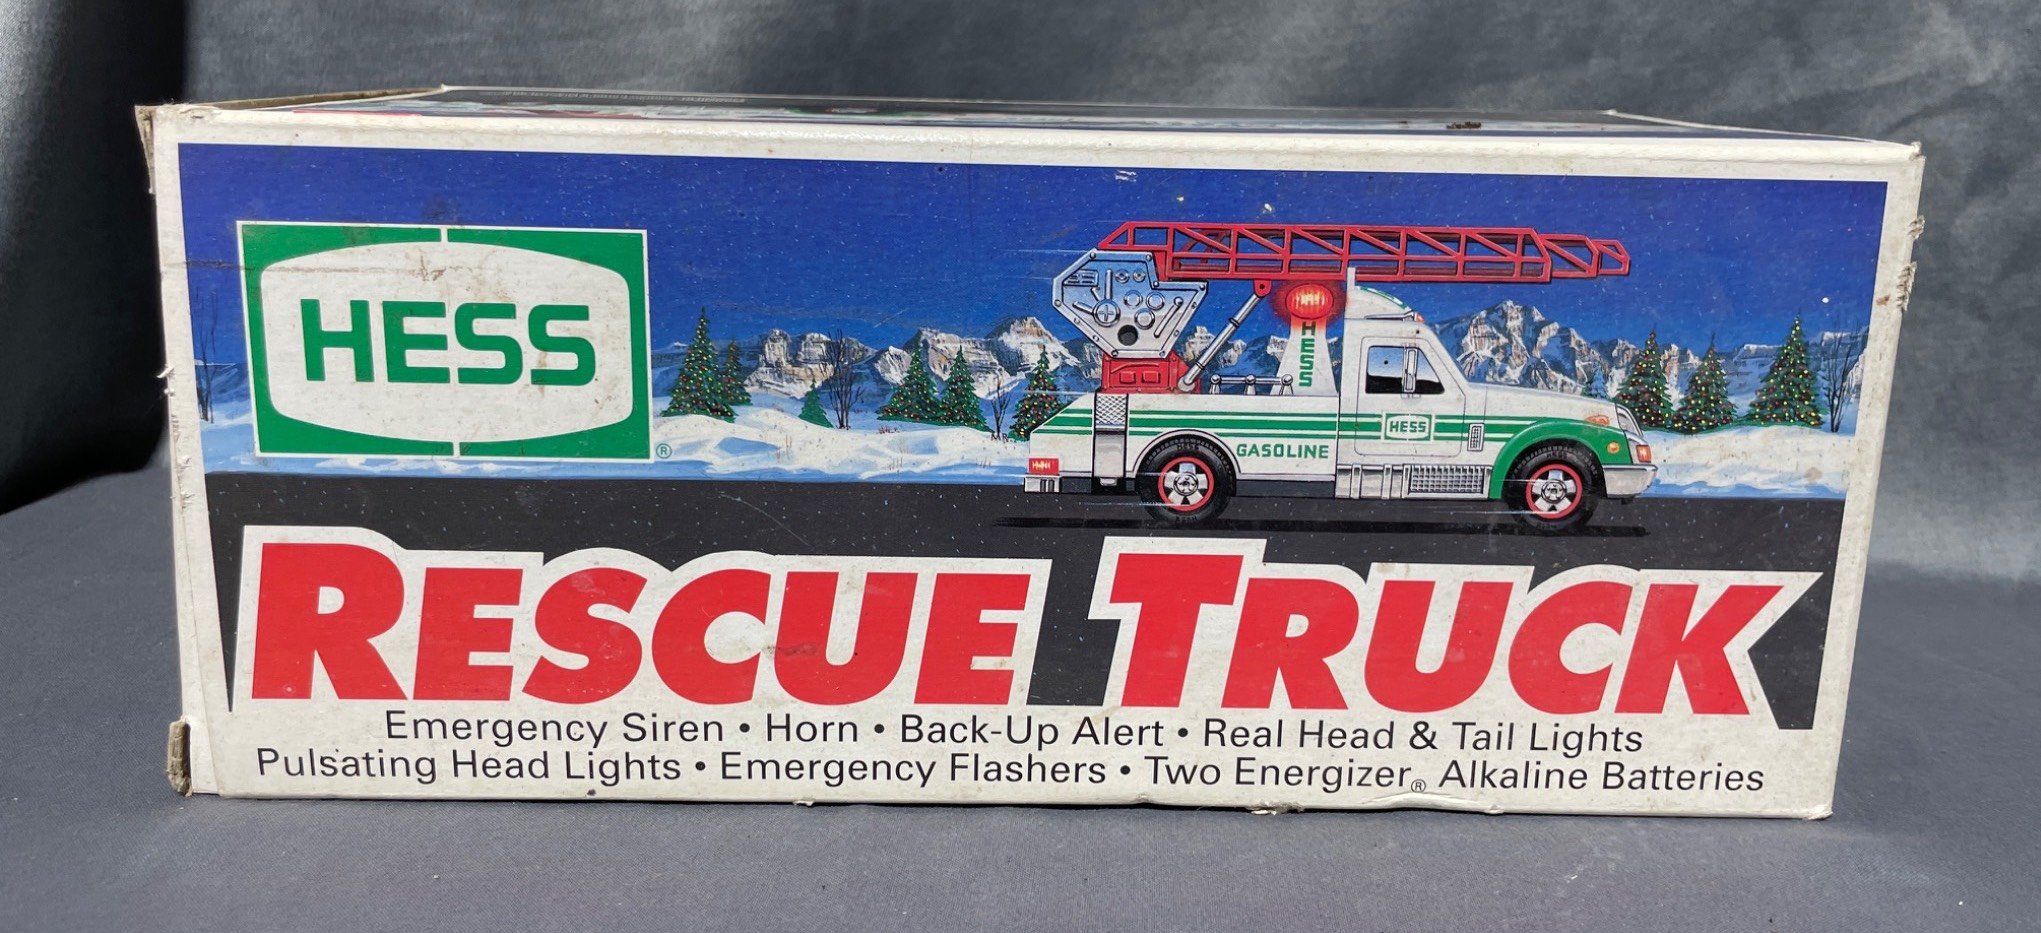 HESS
®
HESS
HESS
GASOLINE
RESCUE TRUCK
Emergency Siren • Horn • Back-Up Alert • Real Head & Tail Lights
Pulsating Head Lights • Emergency Flashers • Two Energizer® Alkaline Batteries